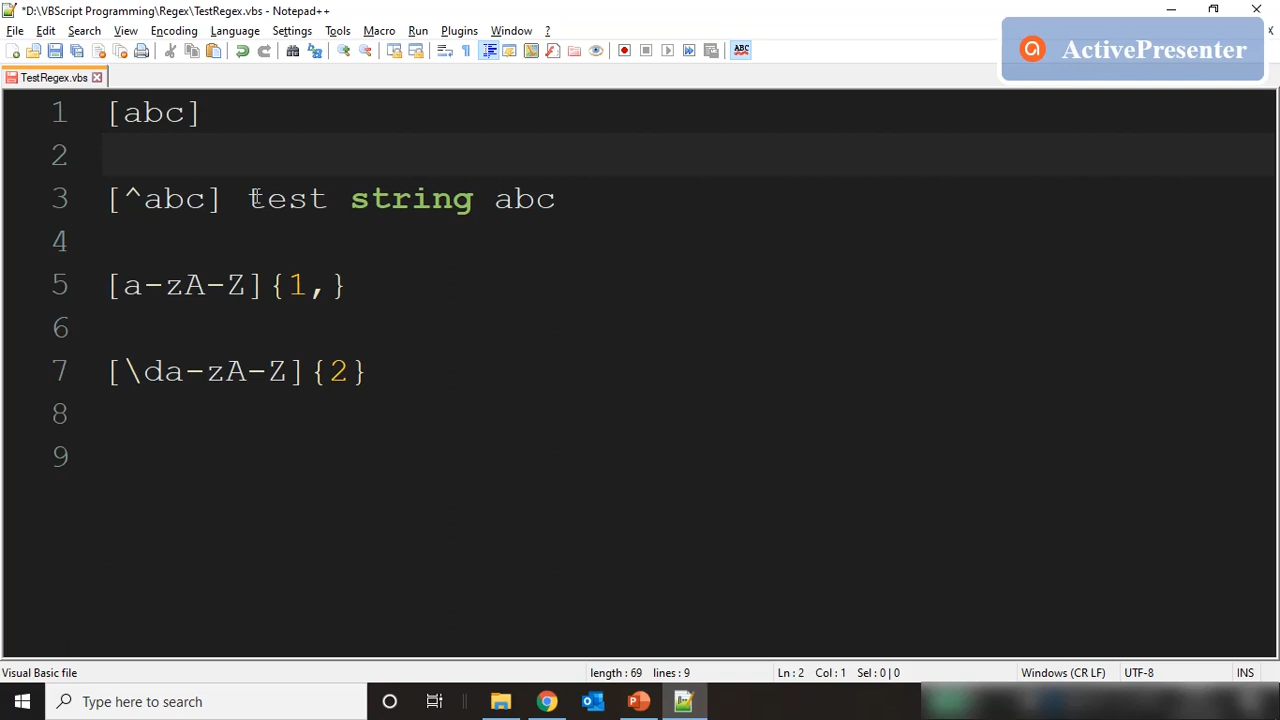 *D:\VBScript Programming\Regex\TestRegex.vbs - Notepad++
File Edit Search View Encoding Language Settings Tools Macro Run Plugins Window ?
ActivePresenter
TestRegex.vbs
1 [abc]
2
3 [^abc] test string abc
4
5 [a-zA-Z]{1,}
6
7 [\da-zA-Z]{2}
8
9
Visual Basic file length : 69 lines : 9 Ln : 2 Col : 1 Sel : 0 | 0 Windows (CR LF) UTF-8 INS
Type here to search